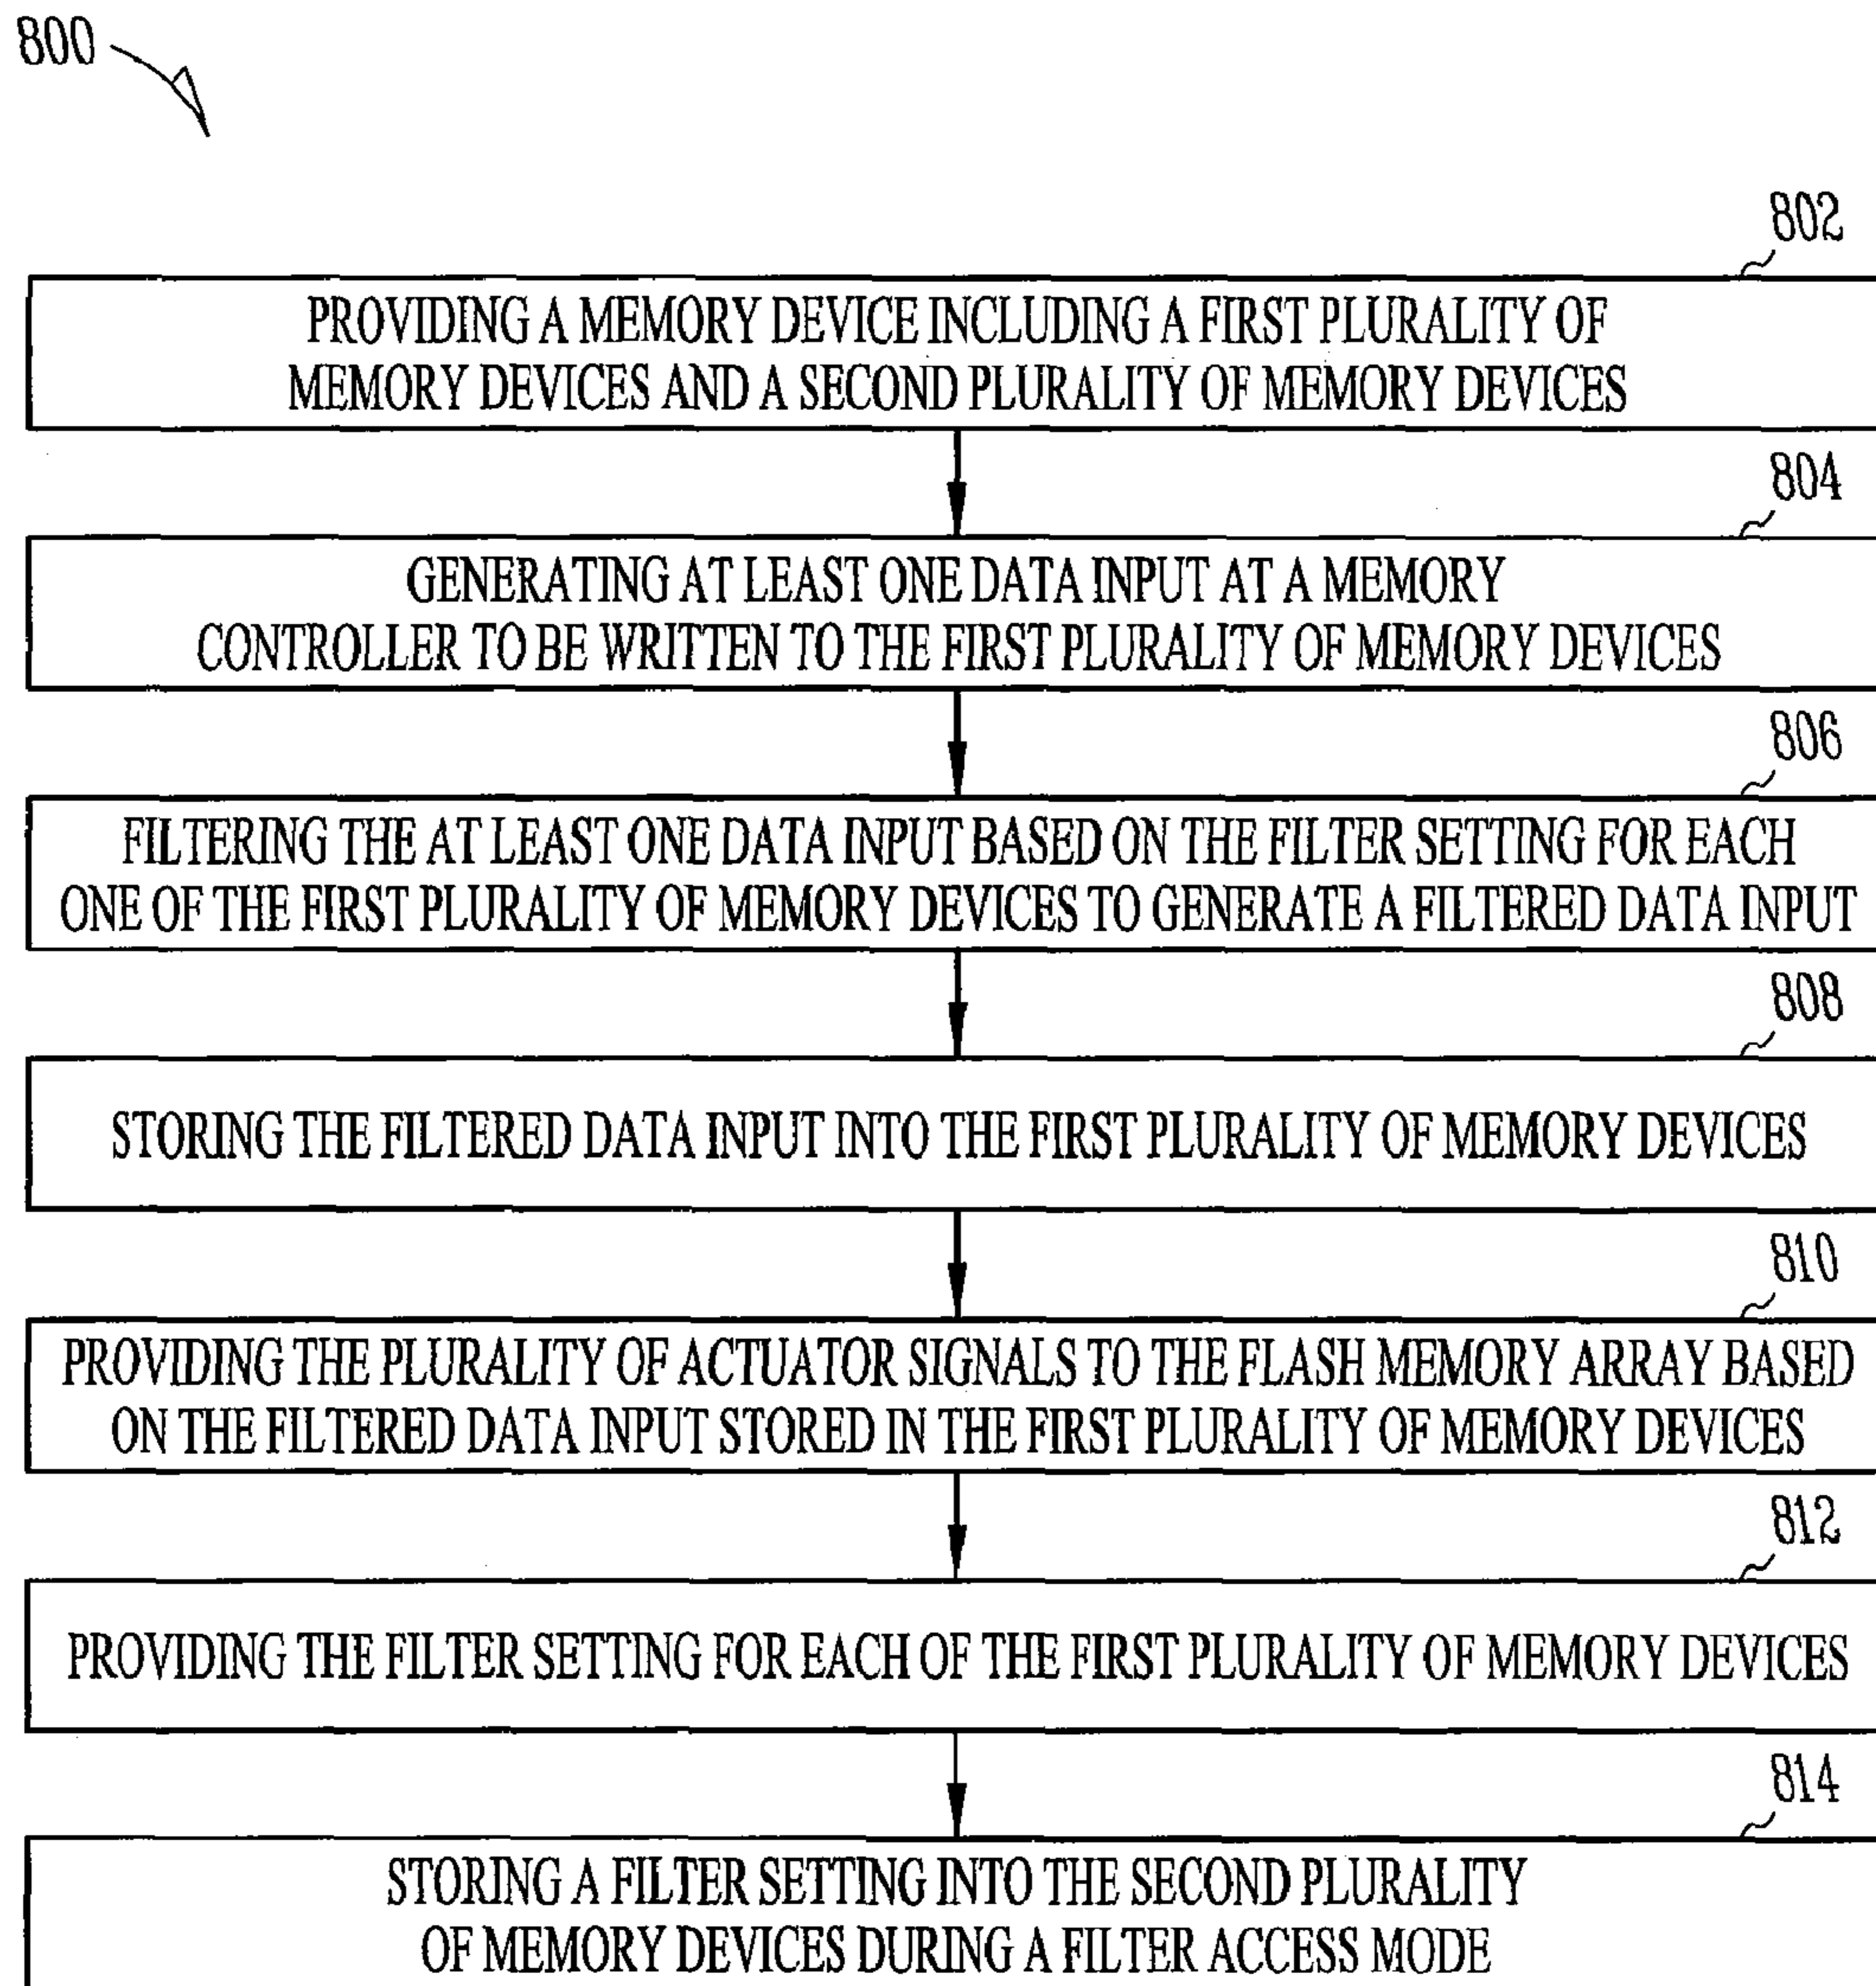 800
802
PROVIDING A MEMORY DEVICE INCLUDING A FIRST PLURALITY OF
MEMORY DEVICES AND A SECOND PLURALITY OF MEMORY DEVICES
804
GENERATING AT LEAST ONE DATA INPUT AT A MEMORY
CONTROLLER TO BE WRITTEN TO THE FIRST PLURALITY OF MEMORY DEVICES
806
FILTERING THE AT LEAST ONE DATA INPUT BASED ON THE FILTER SETTING FOR EACH
ONE OF THE FIRST PLURALITY OF MEMORY DEVICES TO GENERATE A FILTERED DATA INPUT
808
STORING THE FILTERED DATA INPUT INTO THE FIRST PLURALITY OF MEMORY DEVICES
810
PROVIDING THE PLURALITY OF ACTUATOR SIGNALS TO THE FLASH MEMORY ARRAY BASED
ON THE FILTERED DATA INPUT STORED IN THE FIRST PLURALITY OF MEMORY DEVICES
812
PROVIDING THE FILTER SETTING FOR EACH OF THE FIRST PLURALITY OF MEMORY DEVICES
814
STORING A FILTER SETTING INTO THE SECOND PLURALITY
OF MEMORY DEVICES DURING A FILTER ACCESS MODE